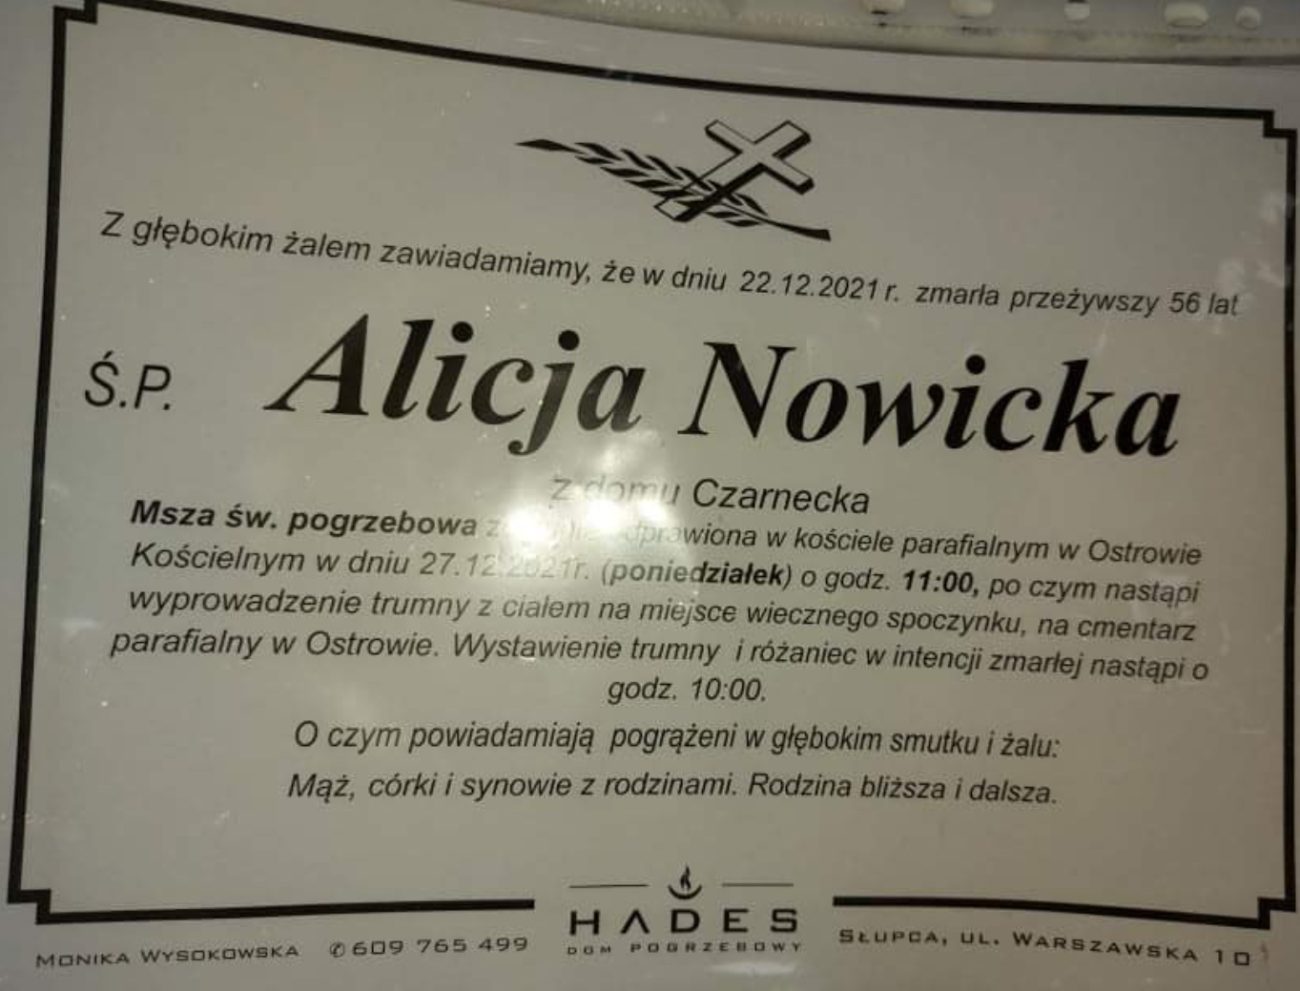 Z głębokim żalem zawiadamiamy, że w dniu 22.12.2021 r. zmarła przeżywszy 56 lat
Ś.P. Alicja Nowicka
z domu Czarnecka
Msza św. pogrzebowa odprawiona w kościele parafialnym w Ostrowie
Kościelnym w dniu 27.12.2021r. (poniedziałek) o godz. 11:00, po czym nastąpi
wyprowadzenie trumny z ciałem na miejsce wiecznego spoczynku, na cmentarz
parafialny w Ostrowie. Wystawienie trumny i różaniec w intencji zmarłej nastąpi o
godz. 10:00.
O czym powiadamiają pogrążeni w głębokim smutku i żalu:
Mąż, córki i synowie z rodzinami. Rodzina bliższa i dalsza.
HADES
DOM POGRZEBOWY
MONIKA WYSOKOWSKA ✆ 609 765 499
SŁUPCA, UL. WARSZAWSKA 10